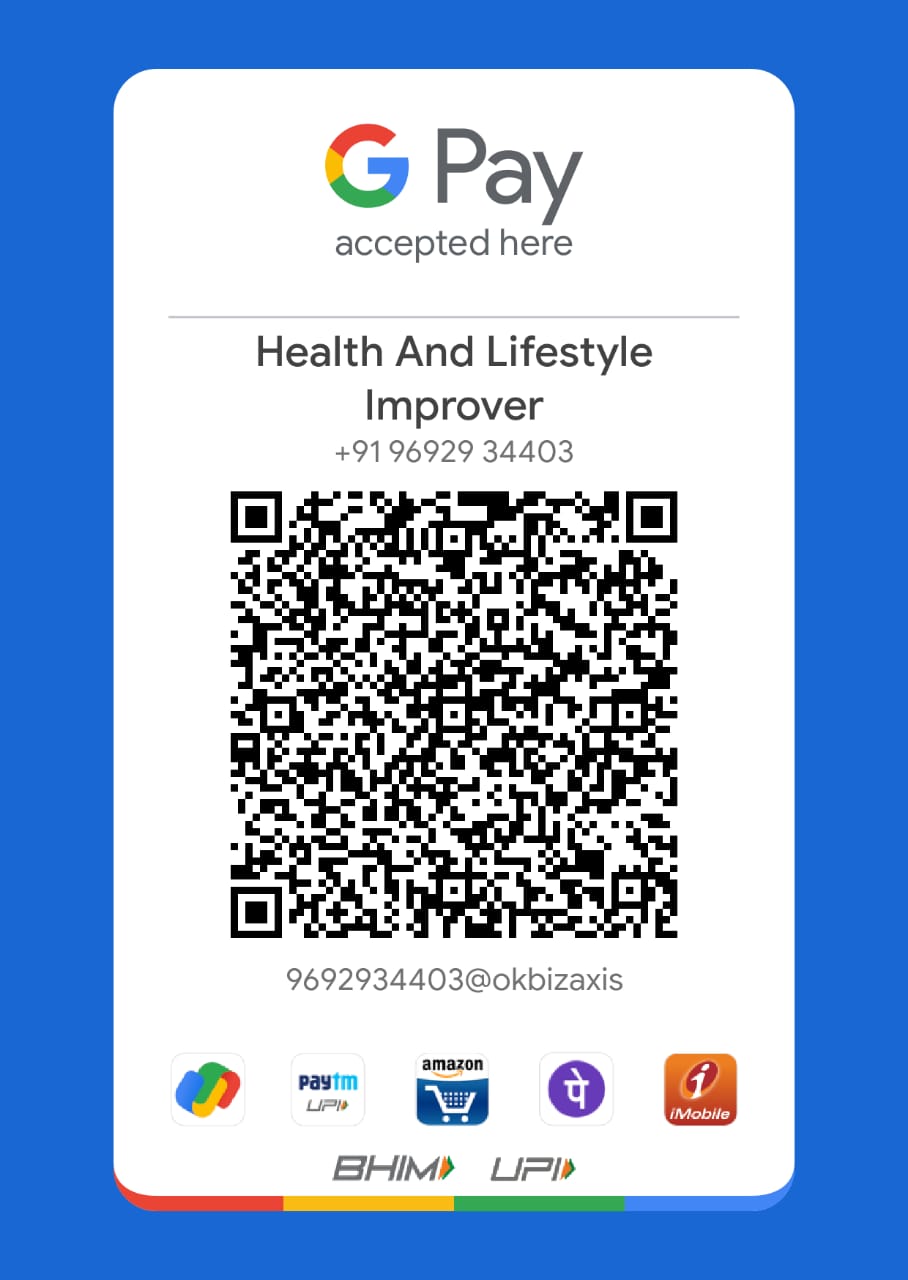 G Pay
accepted here
Health And Lifestyle
Improver
+91 96929 34403
9692934403@okbizaxis
paytm
UPI
amazon
पे
i
iMobile
BHIM UPI